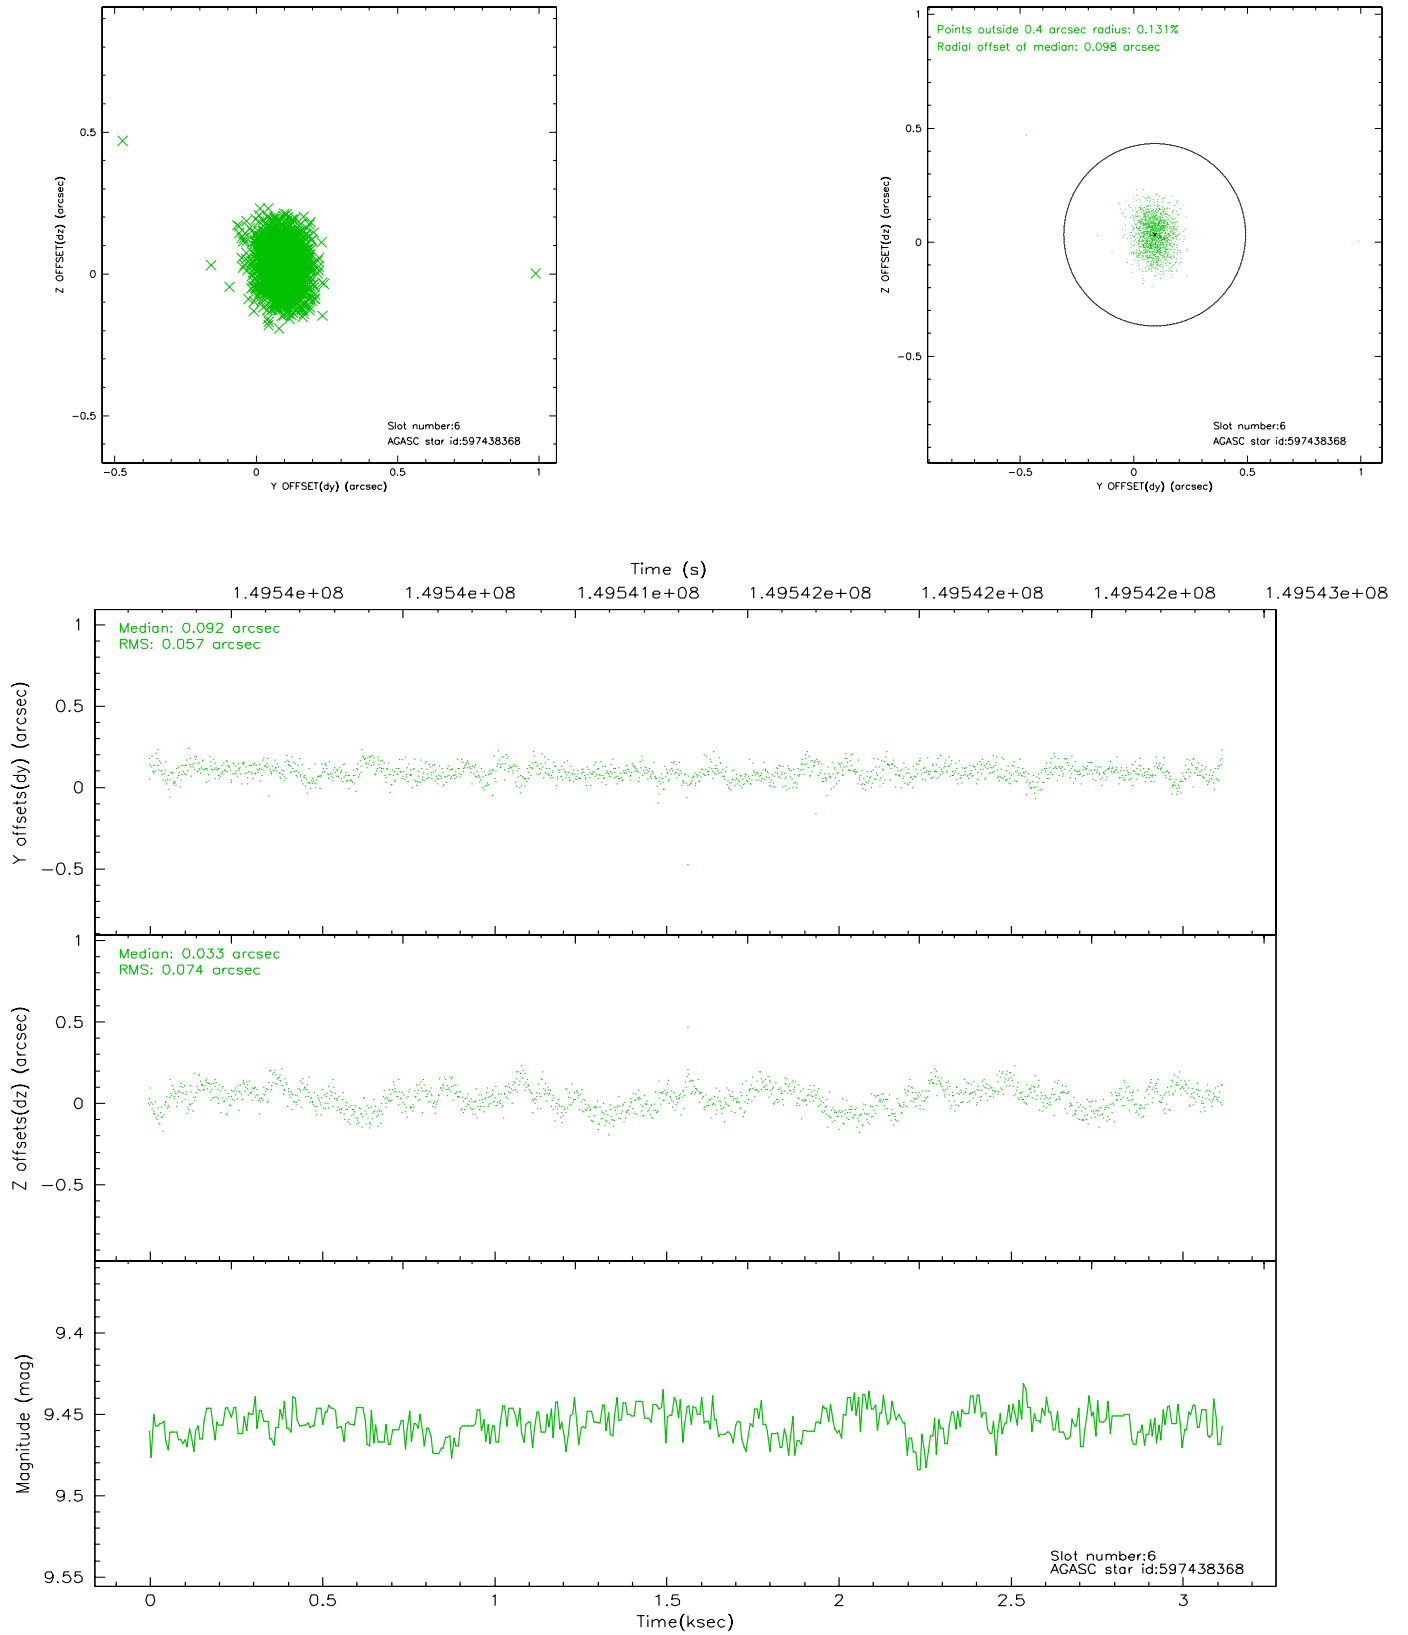 0.5
0
−0.5
Z OFFSET(dz) (arcsec)
Slot number:6
AGASC star id:597438368
−0.5 0 0.5 1
Y OFFSET(dy) (arcsec)
1
0.5
0
−0.5
Z OFFSET(dz) (arcsec)
Points outside 0.4 arcsec radius: 0.131%
Radial offset of median: 0.098 arcsec
Slot number:6
AGASC star id:597438368
−0.5 0 0.5 1
Y OFFSET(dy) (arcsec)
Time (s)
1.4954e+08 1.4954e+08 1.49541e+08 1.49542e+08 1.49542e+08 1.49542e+08 1.49543e+08
Median: 0.092 arcsec
RMS: 0.057 arcsec
1
0.5
0
−0.5
Y offsets(dy) (arcsec)
Median: 0.033 arcsec
RMS: 0.074 arcsec
1
0.5
0
−0.5
Z offsets(dz) (arcsec)
9.4
9.45
9.5
9.55
Magnitude (mag)
Slot number:6
AGASC star id:597438368
0 0.5 1 1.5 2 2.5 3
Time(ksec)